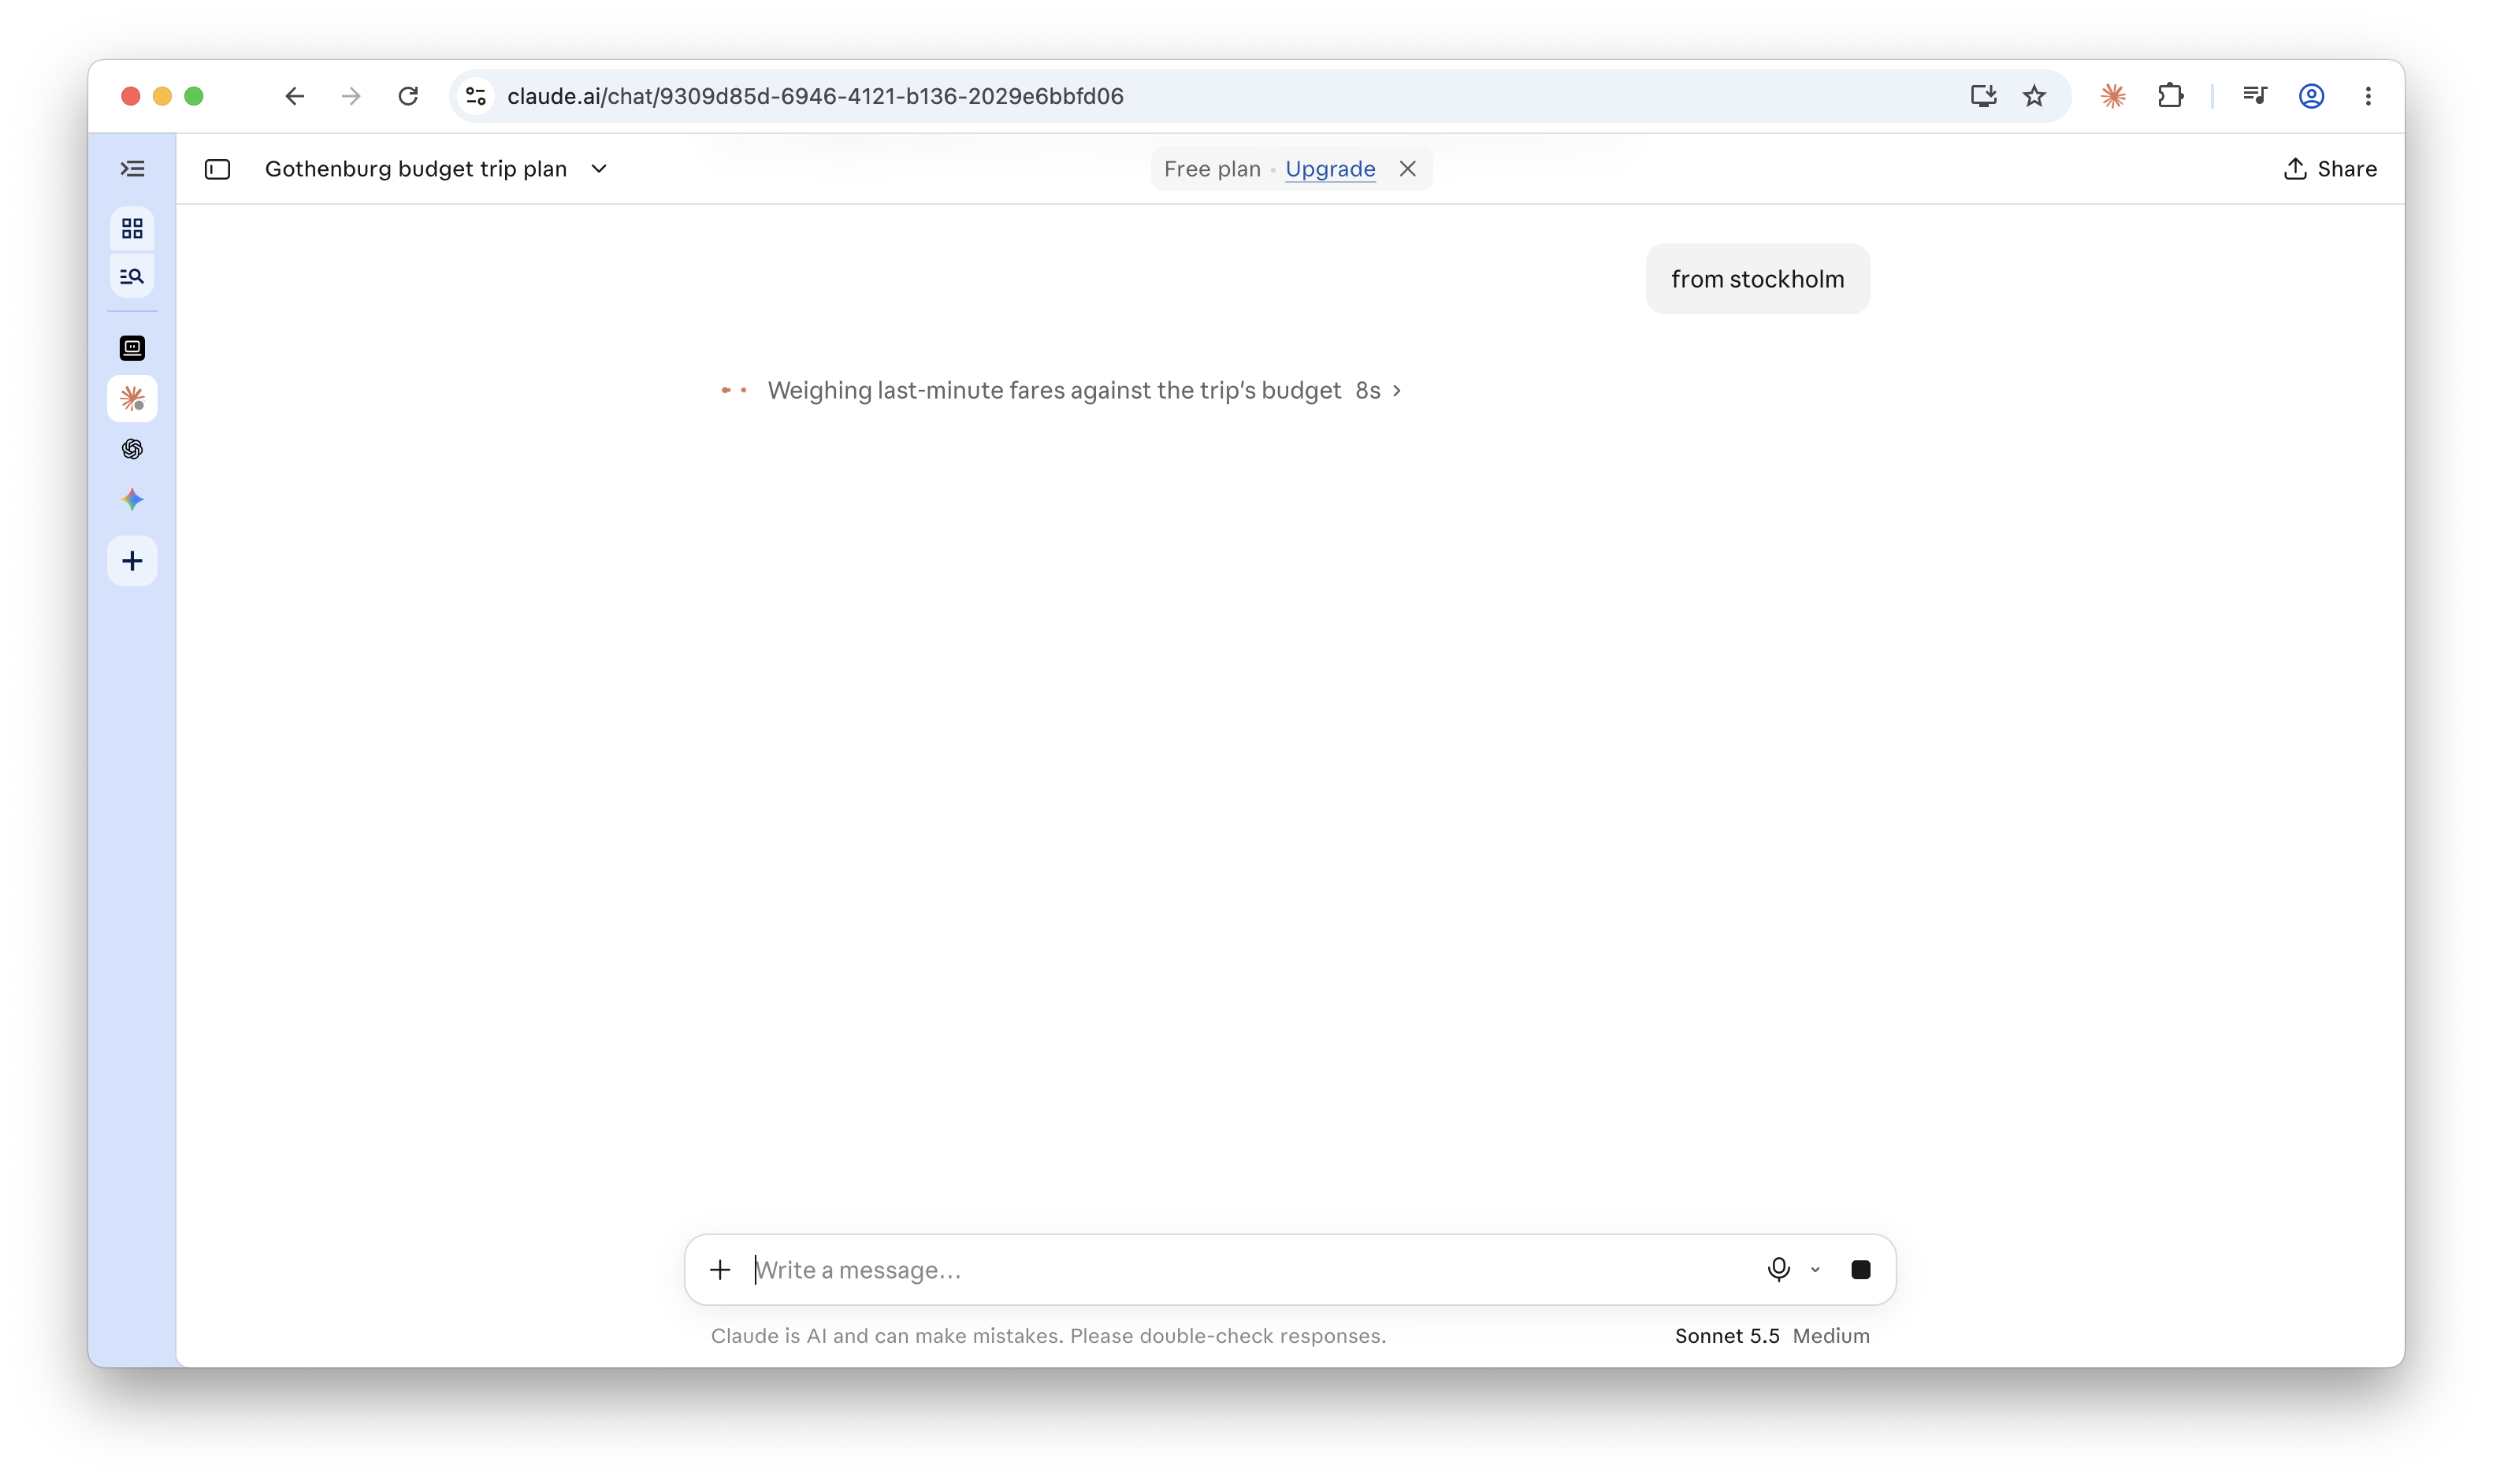 claude.ai/chat/9309d85d-6946-4121-b136-2029e6bbfd06
Gothenburg budget trip plan
Free plan · Upgrade
Share
from stockholm
Weighing last-minute fares against the trip's budget 8s
Write a message...
Claude is AI and can make mistakes. Please double-check responses.
Sonnet 5.5 Medium